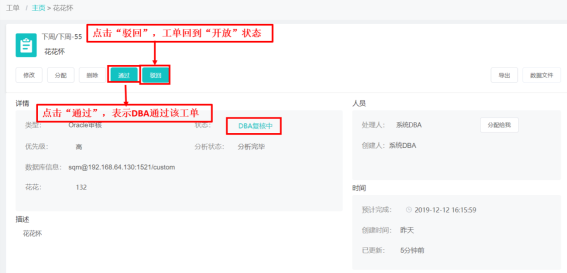 工单 / 主页 > 花花怀
下周/下周-55
点击“驳回”，工单回到“开放”状态
花花怀
修改 分配 删除 通过 驳回 导出 数据文件
详情 人员
点击“通过”，表示DBA通过该工单
类型： Oracle审核 状态： DBA复核中 处理人： 系统DBA 分配给我
优先级： 高 分析状态： 分析完毕 创建人： 系统DBA
数据库信息： sqm@192.168.64.130:1521/custom
花花： 132 时间
预计完成： 2019-12-12 16:15:59
描述
花花怀 创建时间： 昨天
已更新： 5分钟前